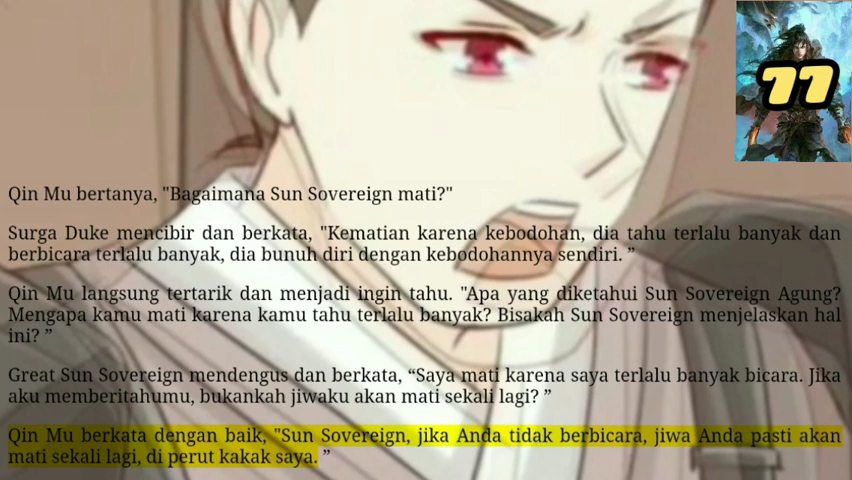 77
Qin Mu bertanya, "Bagaimana Sun Sovereign mati?"
Surga Duke mencibir dan berkata, "Kematian karena kebodohan, dia tahu terlalu banyak dan
berbicara terlalu banyak, dia bunuh diri dengan kebodohannya sendiri. ”
Qin Mu langsung tertarik dan menjadi ingin tahu. "Apa yang diketahui Sun Sovereign Agung?
Mengapa kamu mati karena kamu tahu terlalu banyak? Bisakah Sun Sovereign menjelaskan hal
ini? ”
Great Sun Sovereign mendengus dan berkata, “Saya mati karena saya terlalu banyak bicara. Jika
aku memberitahumu, bukankah jiwaku akan mati sekali lagi? ”
Qin Mu berkata dengan baik, "Sun Sovereign, jika Anda tidak berbicara, jiwa Anda pasti akan
mati sekali lagi, di perut kakak saya. ”